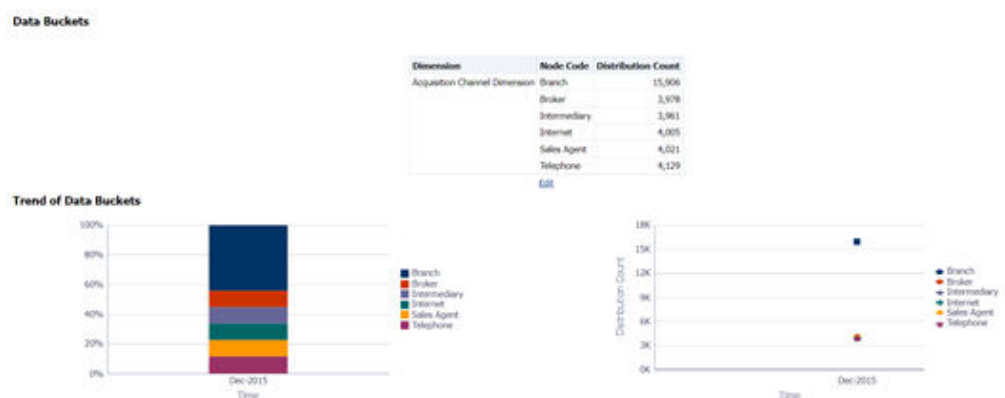 Data Buckets
Dimension Node Code Distribution Count
Acquisition Channel Dimension Branch 15,906
Broker 3,978
Intermediary 3,961
Internet 4,005
Sales Agent 4,021
Telephone 4,129
Edit
Trend of Data Buckets
100%
80%
60%
40%
20%
0%
Dec-2015
Time
Branch
Broker
Intermediary
Internet
Sales Agent
Telephone
Distribution Count
18K
15K
12K
9K
6K
3K
0K
Dec-2015
Time
Branch
Broker
Intermediary
Internet
Sales Agent
Telephone